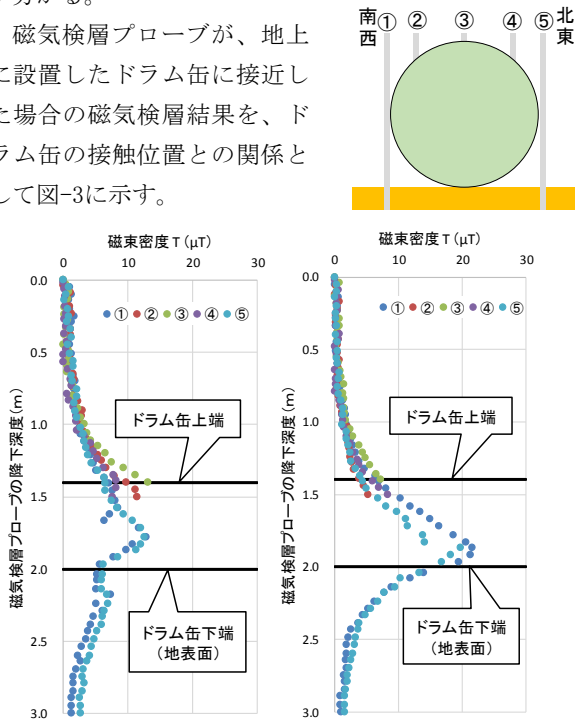 磁気検層プローブが、地上
に設置したドラム缶に接近し
た場合の磁気検層結果を、ド
ラム缶の接触位置との関係と
して図-3に示す。
南西
① ② ③ ④ ⑤
北東
磁束密度T(μT)
0 10 20 30
磁気検層プローブの降下深度(m)
0.0
0.5
1.0
1.5
2.0
2.5
3.0
① ② ③ ④ ⑤
ドラム缶上端
ドラム缶下端
(地表面)
磁束密度T(μT)
0 10 20 30
磁気検層プローブの降下深度(m)
0.0
0.5
1.0
1.5
2.0
2.5
3.0
① ② ③ ④ ⑤
ドラム缶上端
ドラム缶下端
(地表面)